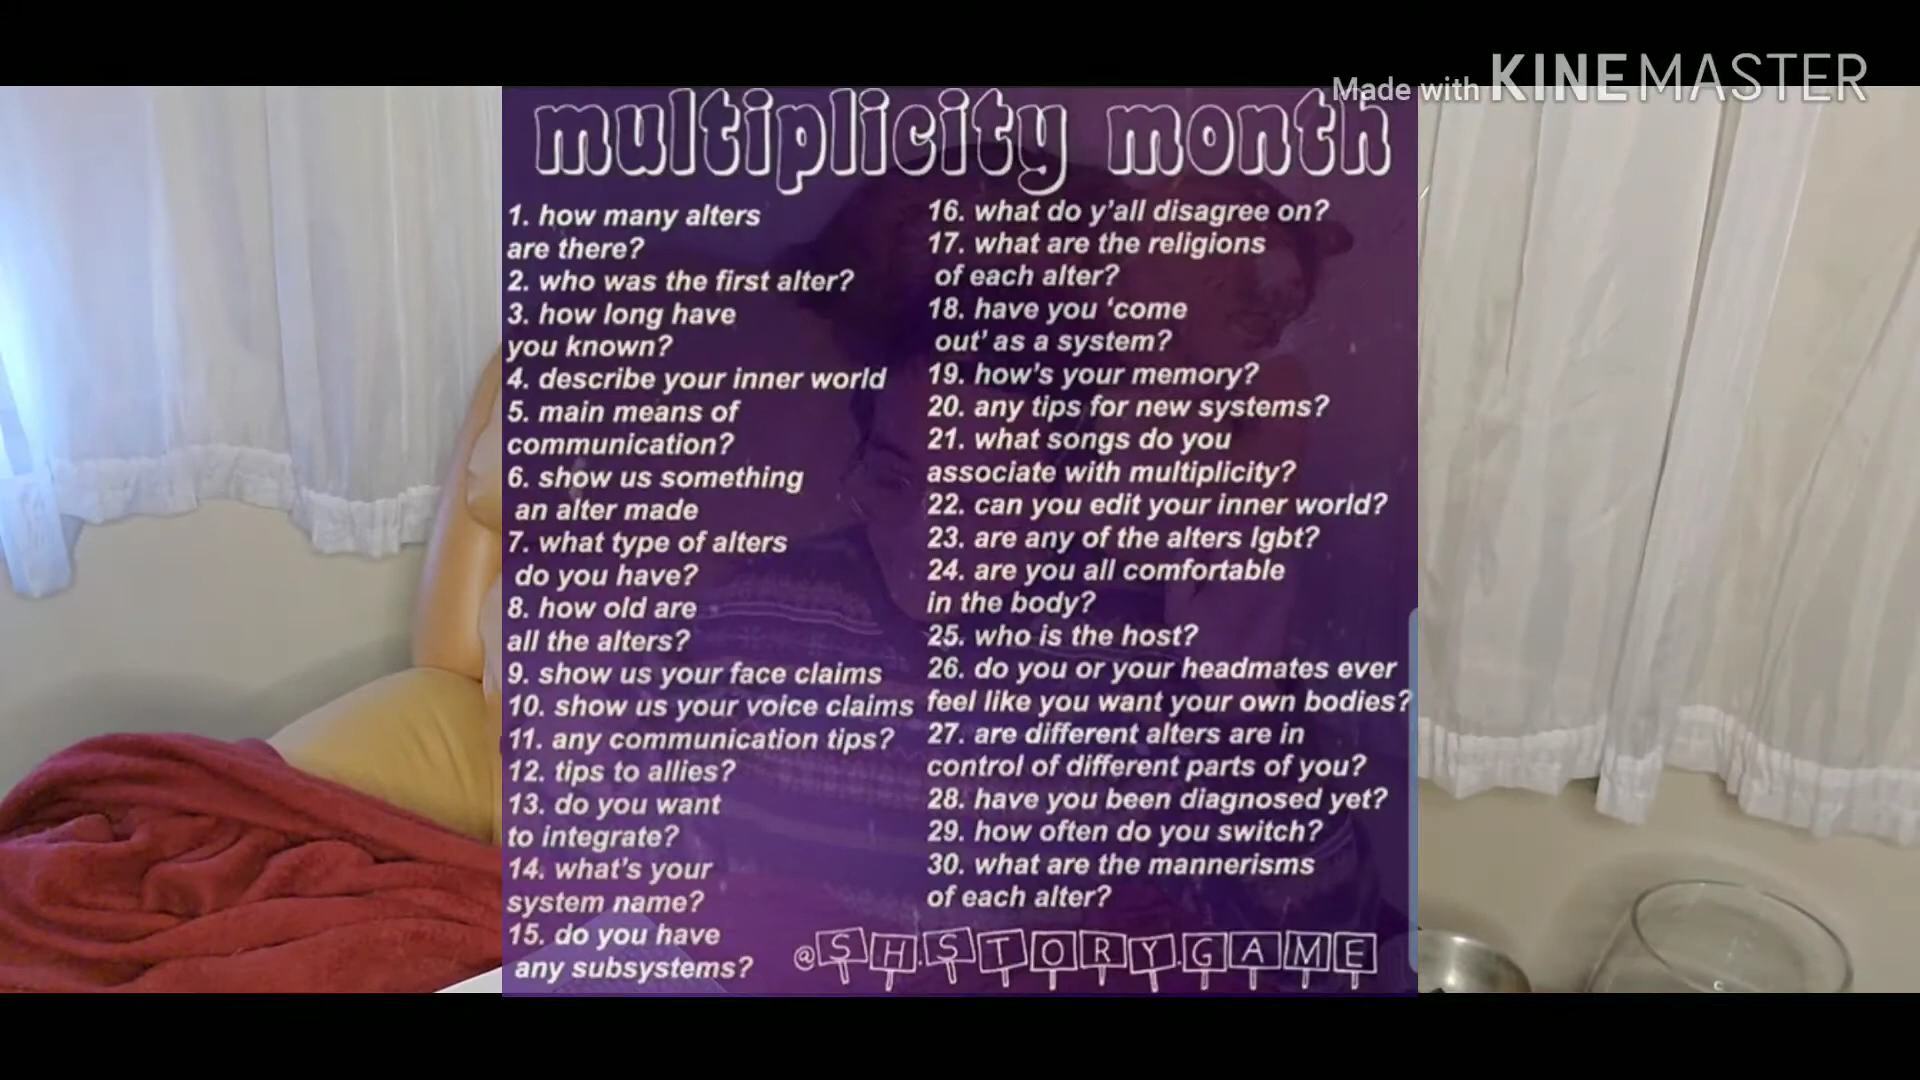 Made with KINEMASTER
multiplicity month
1. how many alters
are there?
2. who was the first alter?
3. how long have
you known?
4. describe your inner world
5. main means of
communication?
6. show us something
an alter made
7. what type of alters
do you have?
8. how old are
all the alters?
9. show us your face claims
10. show us your voice claims
11. any communication tips?
12. tips to allies?
13. do you want
to integrate?
14. what's your
system name?
15. do you have
any subsystems?
16. what do y'all disagree on?
17. what are the religions
of each alter?
18. have you ‘come
out’ as a system?
19. how's your memory?
20. any tips for new systems?
21. what songs do you
associate with multiplicity?
22. can you edit your inner world?
23. are any of the alters lgbt?
24. are you all comfortable
in the body?
25. who is the host?
26. do you or your headmates ever
feel like you want your own bodies?
27. are different alters are in
control of different parts of you?
28. have you been diagnosed yet?
29. how often do you switch?
30. what are the mannerisms
of each alter?
@SH.STORY.GAME